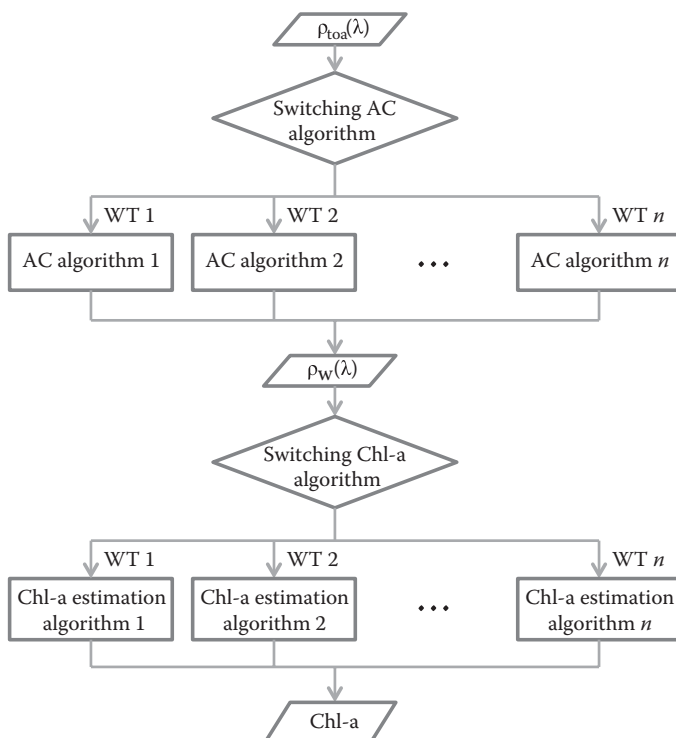 ρtoa(λ)
Switching AC
algorithm
WT 1
WT 2
WT n
AC algorithm 1
AC algorithm 2
...
AC algorithm n
ρw(λ)
Switching Chl-a
algorithm
WT 1
WT 2
WT n
Chl-a estimation
algorithm 1
Chl-a estimation
algorithm 2
...
Chl-a estimation
algorithm n
Chl-a